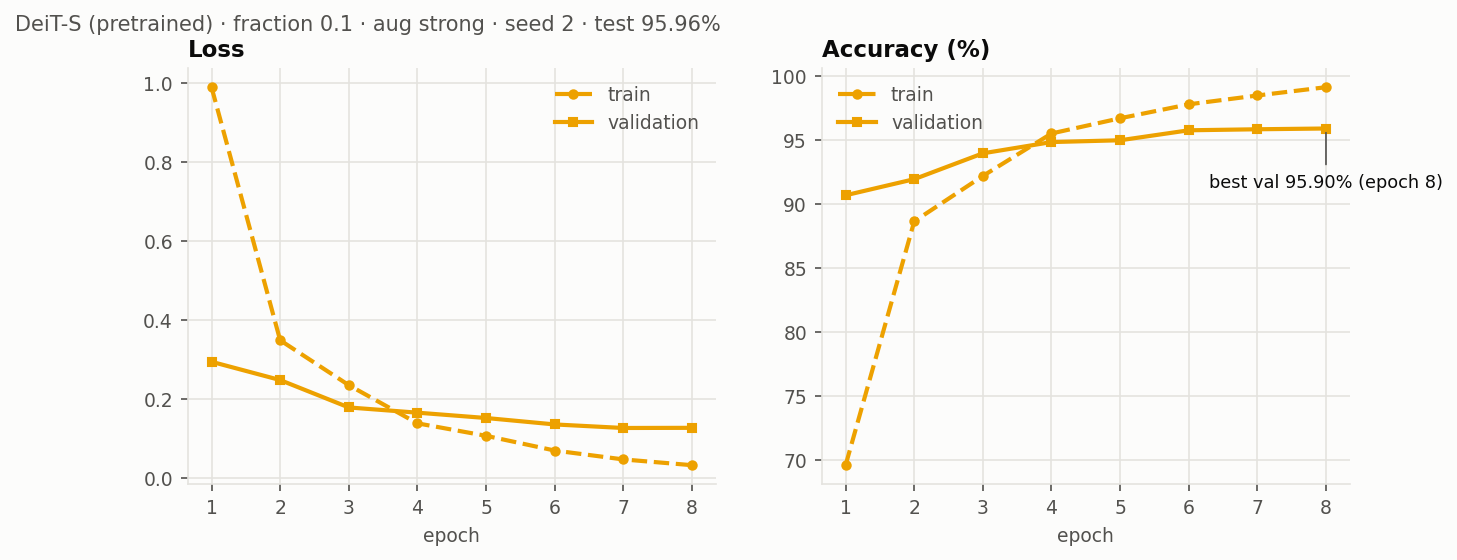 DeiT-S (pretrained) · fraction 0.1 · aug strong · seed 2 · test 95.96%
Loss
1.0
0.8
0.6
0.4
0.2
0.0
train
validation
1 2 3 4 5 6 7 8
epoch
Accuracy (%)
100
95
90
85
80
75
70
train
validation
best val 95.90% (epoch 8)
1 2 3 4 5 6 7 8
epoch